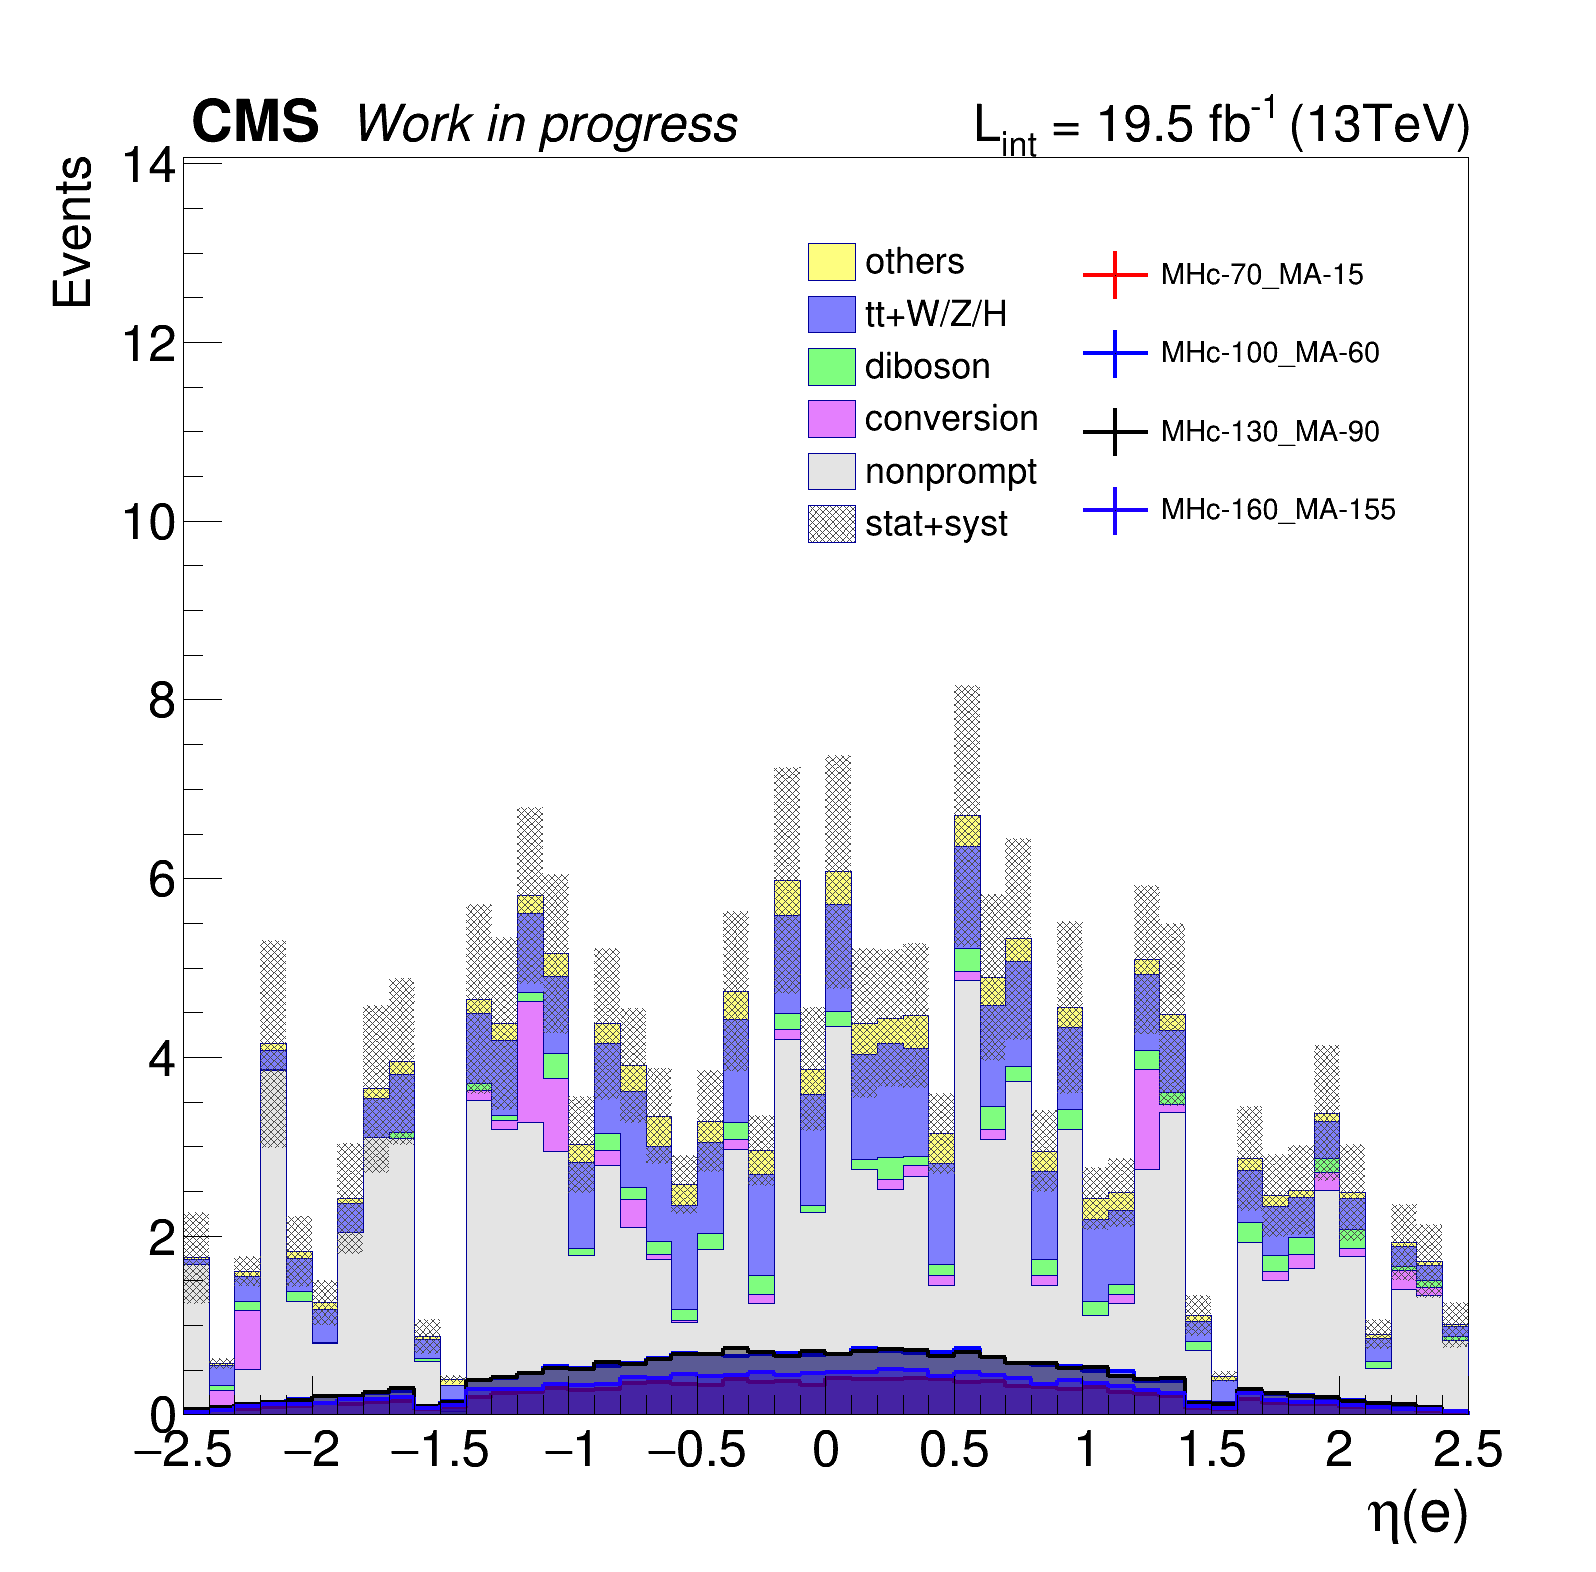 CMS Work in progress
L_int = 19.5 fb^-1 (13TeV)
Events
14
12
10
8
6
4
2
0
others
tt+W/Z/H
diboson
conversion
nonprompt
stat+syst
MHc-70_MA-15
MHc-100_MA-60
MHc-130_MA-90
MHc-160_MA-155
−2.5 −2 −1.5 −1 −0.5 0 0.5 1 1.5 2 2.5
η(e)